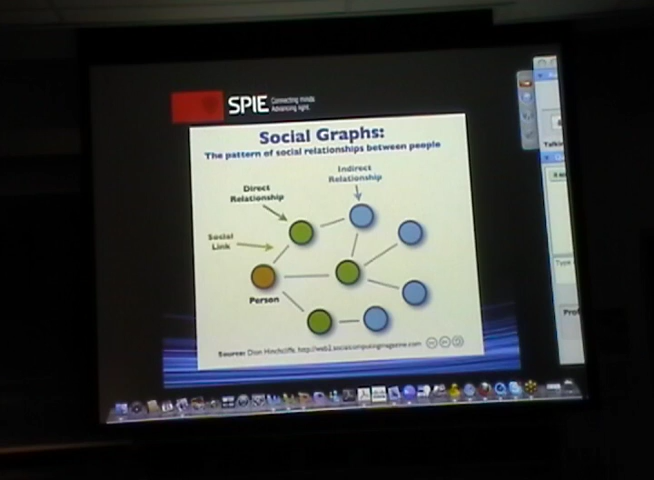 SPIE Connecting minds.
Advancing light.
Social Graphs:
The pattern of social relationships between people
Indirect
Relationship
Direct
Relationship
Social
Link
Person
Source: Dion Hinchcliffe, http://web2.socialcomputingmagazine.com
Type